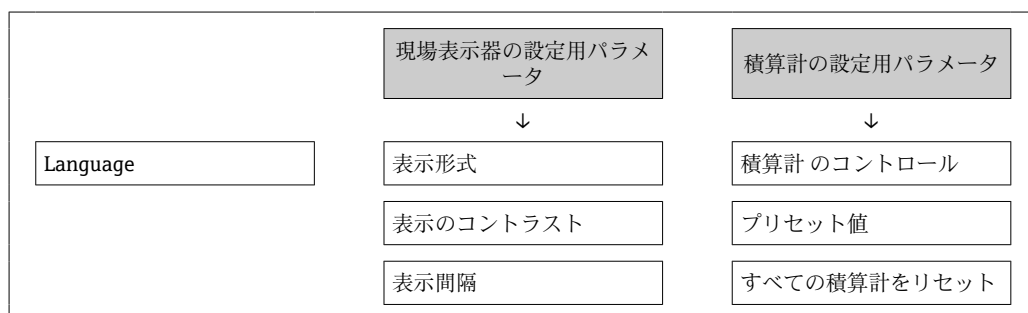 現場表示器の設定用パラメ
ータ
積算計の設定用パラメータ
↓
↓
Language
表示形式
積算計 のコントロール
表示のコントラスト
プリセット値
表示間隔
すべての積算計をリセット